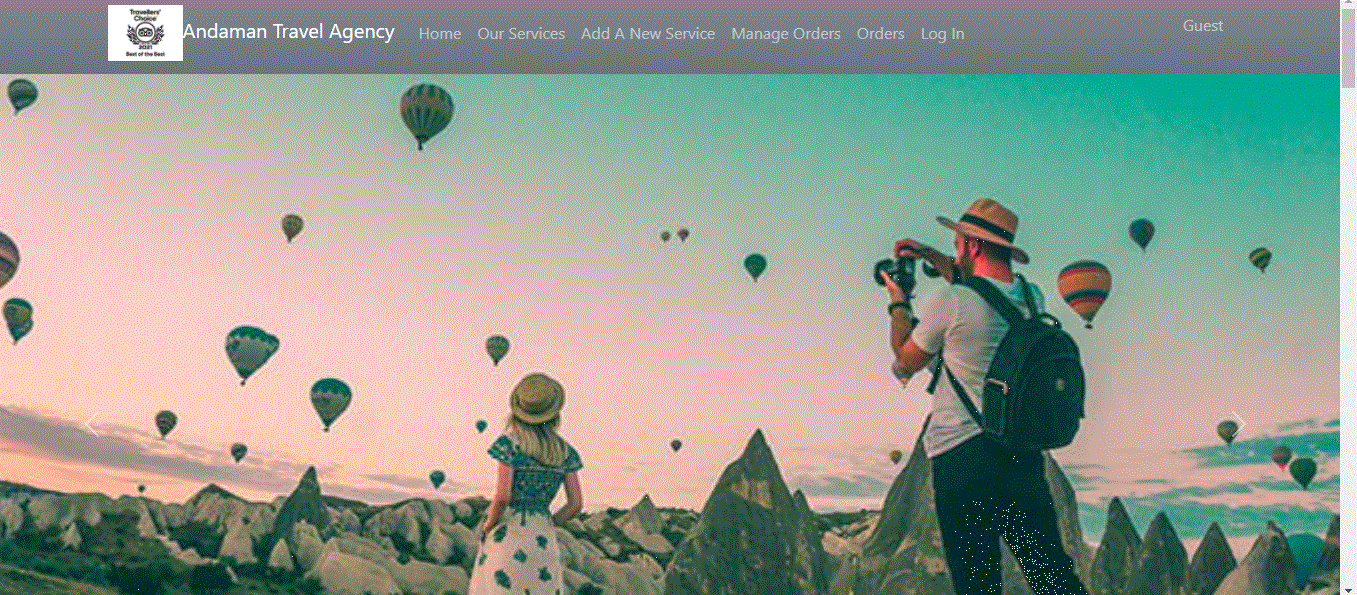 Travellers'
Choice
2021
Best of the Best
Andaman Travel Agency
Home Our Services Add A New Service Manage Orders Orders Log In
Guest